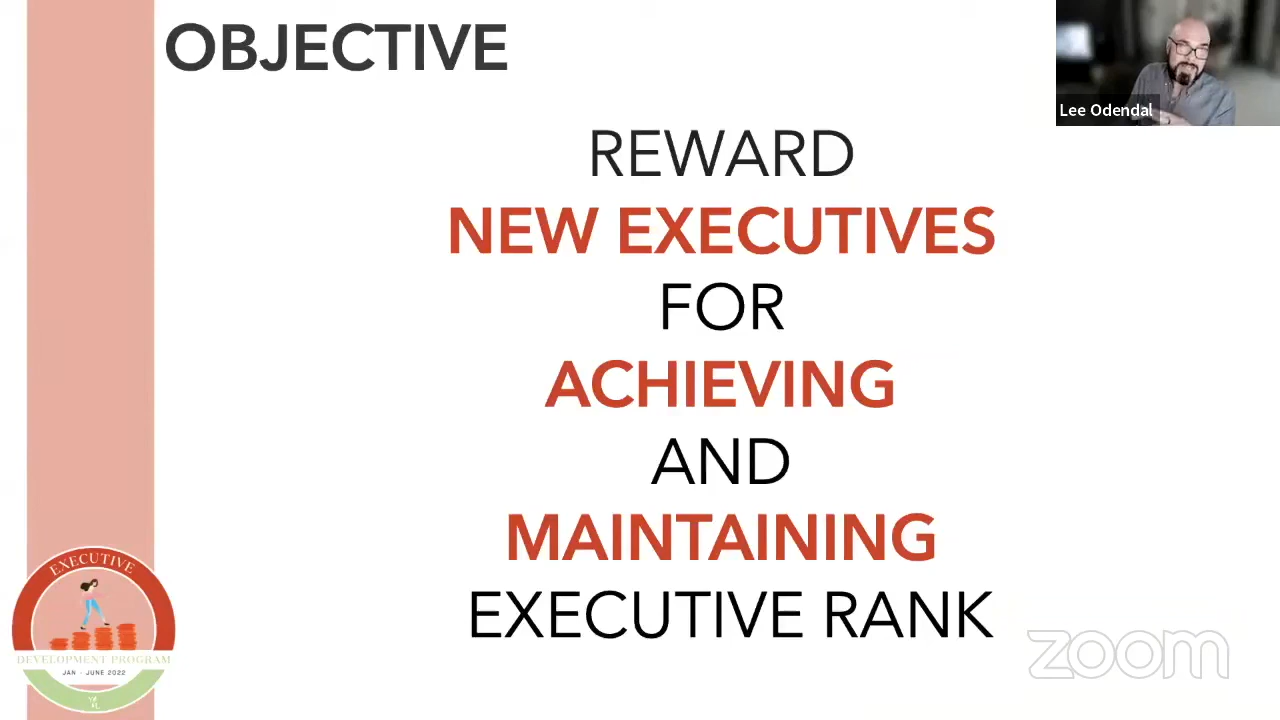 OBJECTIVE
Lee Odendal
REWARD
NEW EXECUTIVES
FOR
ACHIEVING
AND
MAINTAINING
EXECUTIVE RANK
EXECUTIVE
DEVELOPMENT PROGRAM
JAN - JUNE 2022
zoom